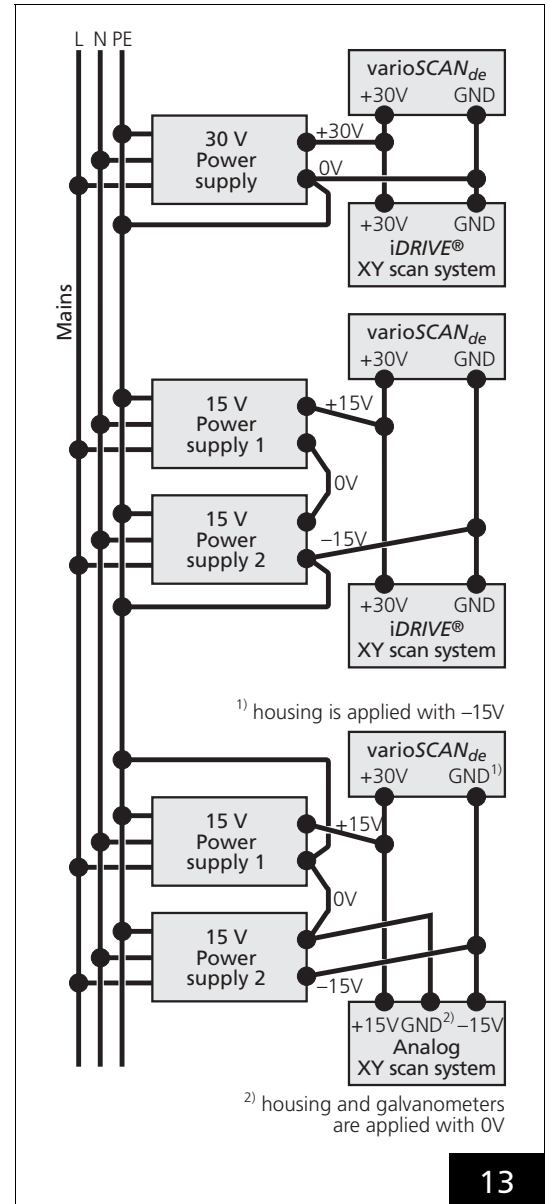 L N PE
Mains
varioSCANde
+30V GND
30 V
Power
supply
+30V
0V
+30V GND
iDRIVE®
XY scan system
varioSCANde
+30V GND
15 V
Power
supply 1
+15V
0V
15 V
Power
supply 2
–15V
+30V GND
iDRIVE®
XY scan system
1) housing is applied with –15V
varioSCANde
+30V GND1)
15 V
Power
supply 1
+15V
0V
15 V
Power
supply 2
–15V
+15V GND2) –15V
Analog
XY scan system
2) housing and galvanometers
are applied with 0V
13